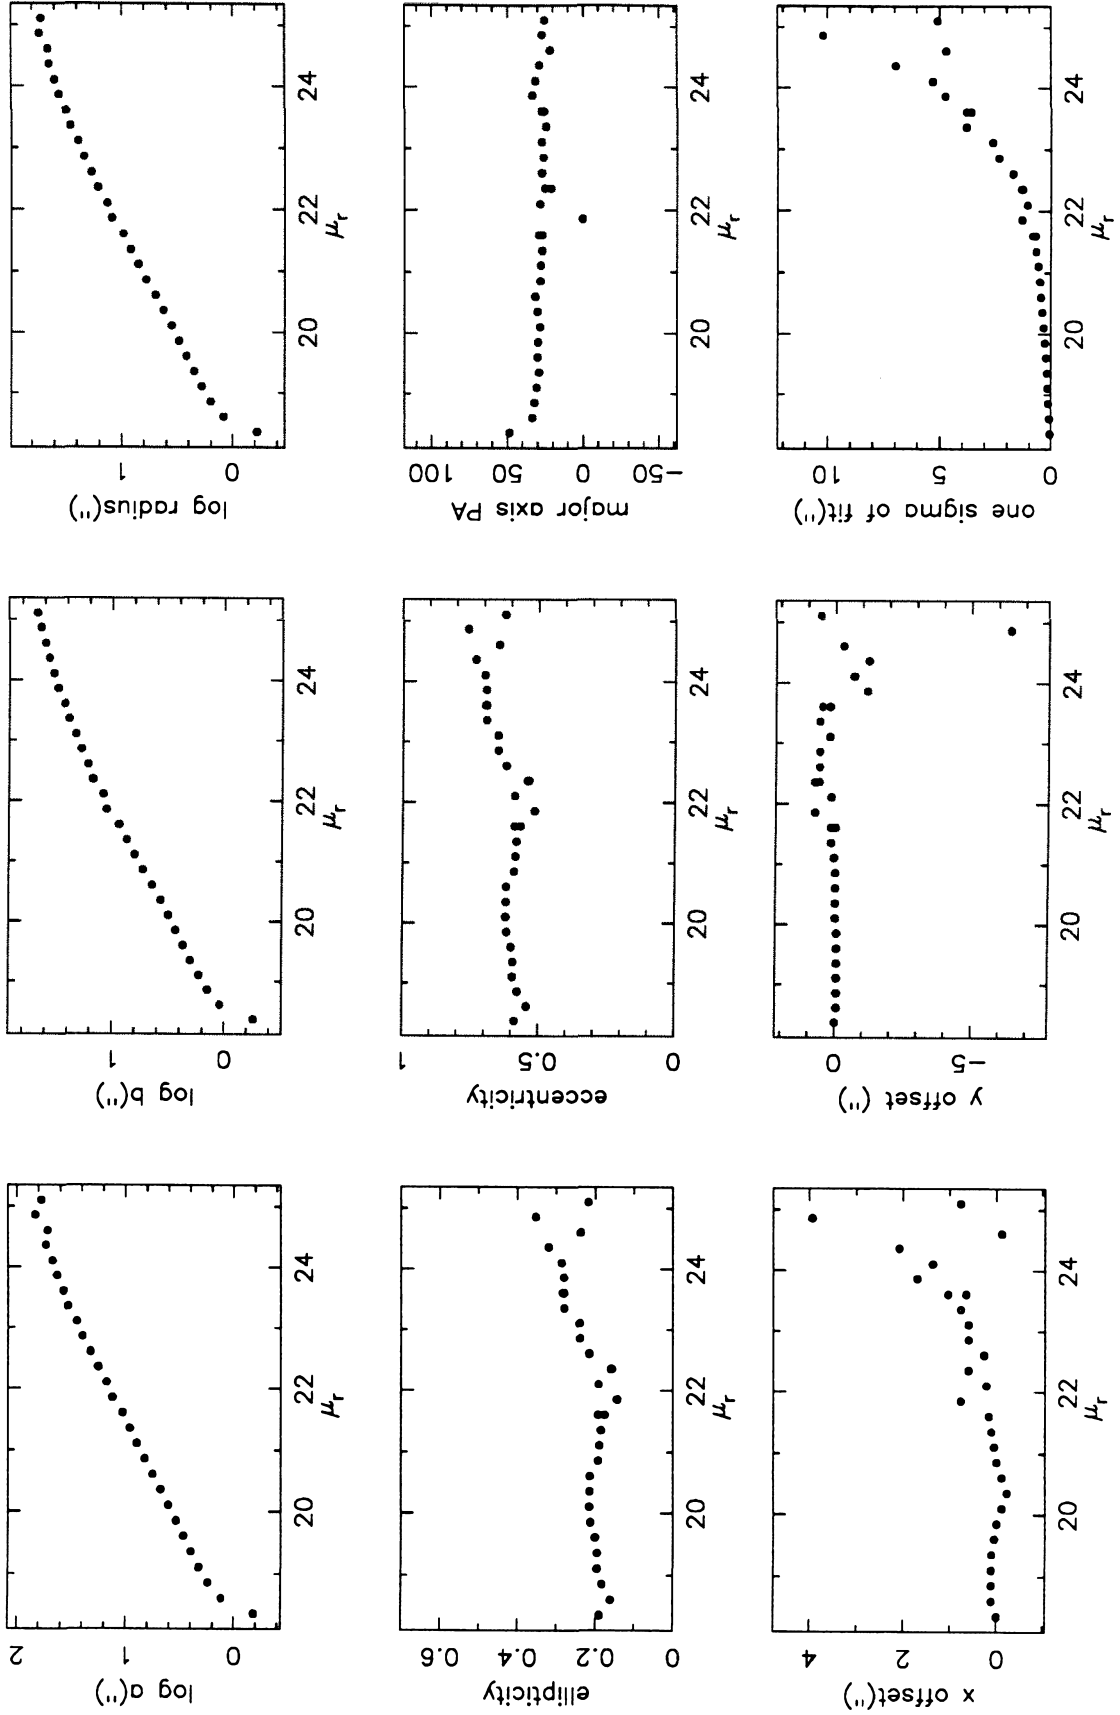 2
1
0
log a(")
20
22
24
μr
1
0
log b(")
20
22
24
μr
1
0
log radius(")
20
22
24
μr
0.6
0.4
0.2
0
ellipticity
20
22
24
μr
1
0.5
0
eccentricity
20
22
24
μr
100
50
0
−50
major axis PA
20
22
24
μr
4
2
0
x offset(")
20
22
24
μr
0
−5
y offset (")
20
22
24
μr
10
5
0
one sigma of fit(")
20
22
24
μr